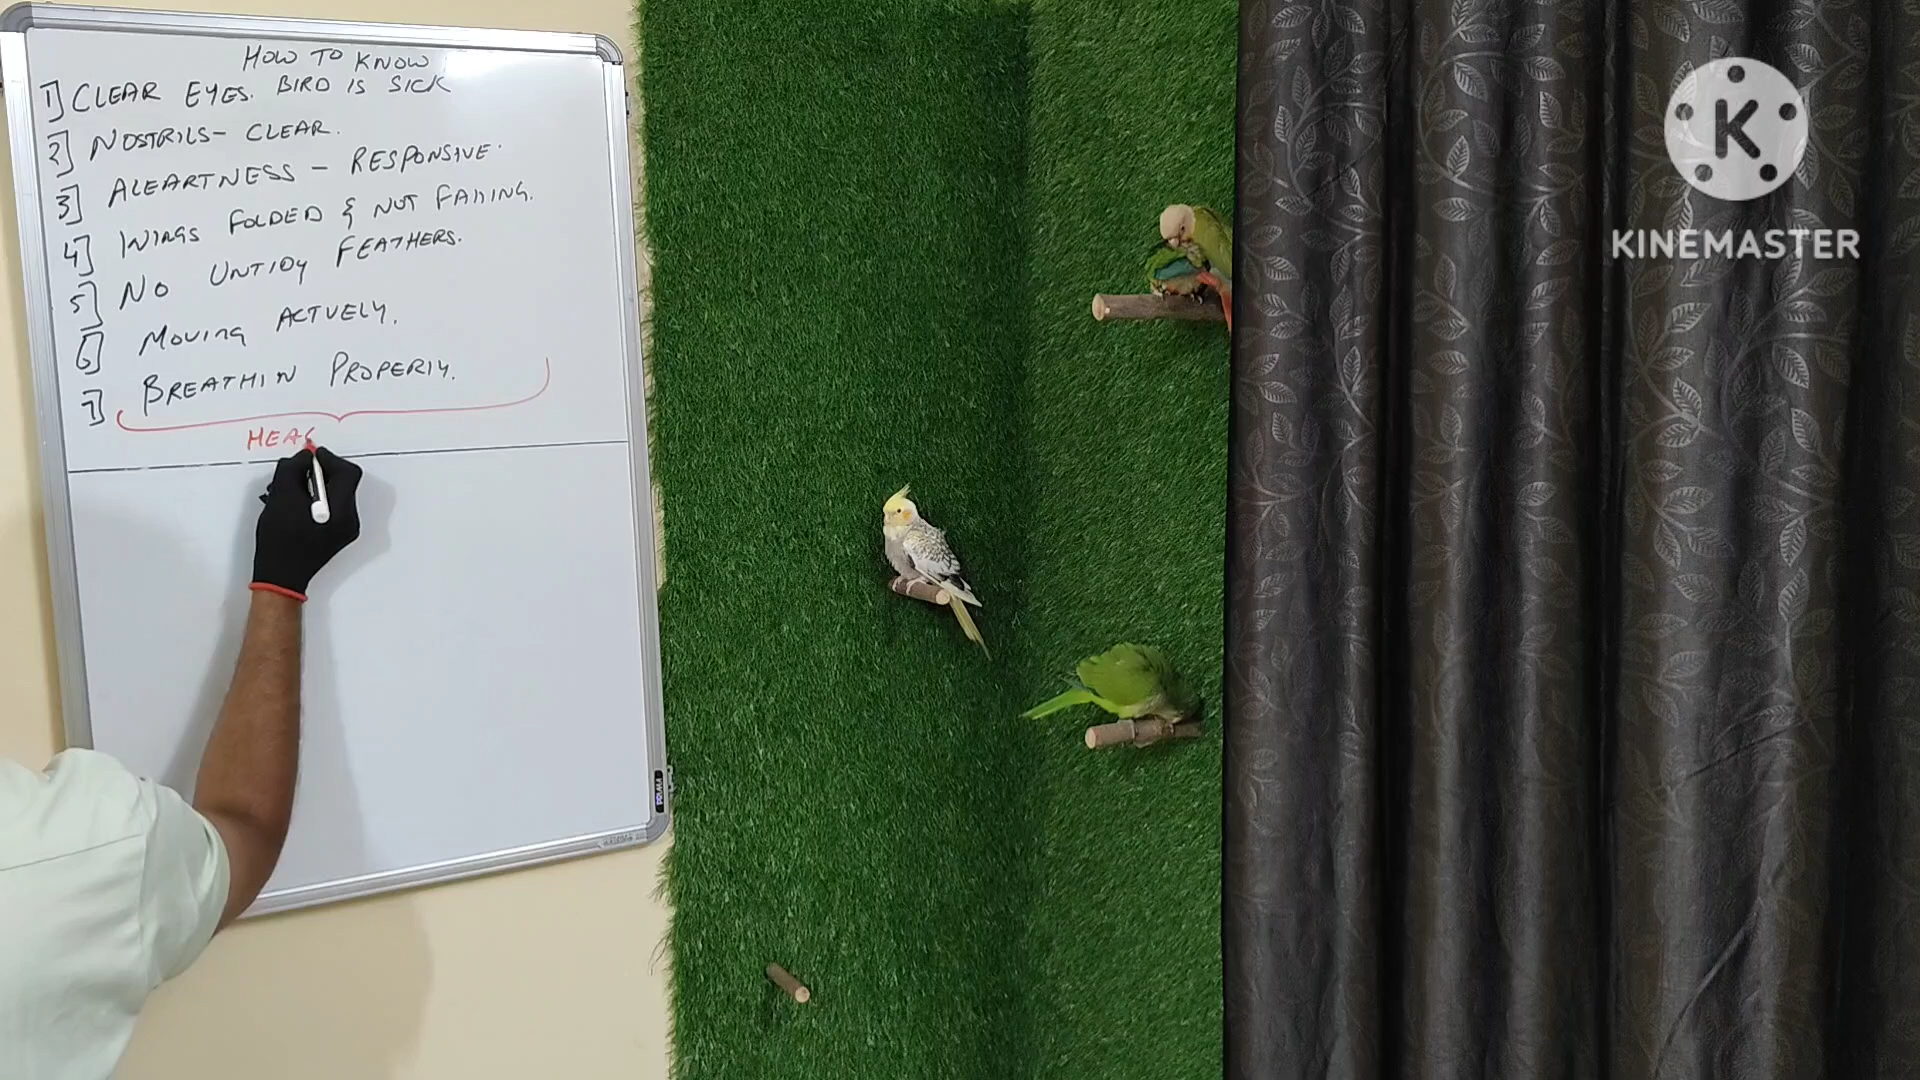 HOW TO KNOW
BIRD IS SICK
1] CLEAR EYES.
2] NOSTRILS- CLEAR.
3] ALEARTNESS - RESPONSIVE.
4] WINGS FOLDED & NOT FALLING.
5] NO UNTIDY FEATHERS.
6] MOVING ACTVELY.
7] BREATHIN PROPERLY.
HEA
KINEMASTER